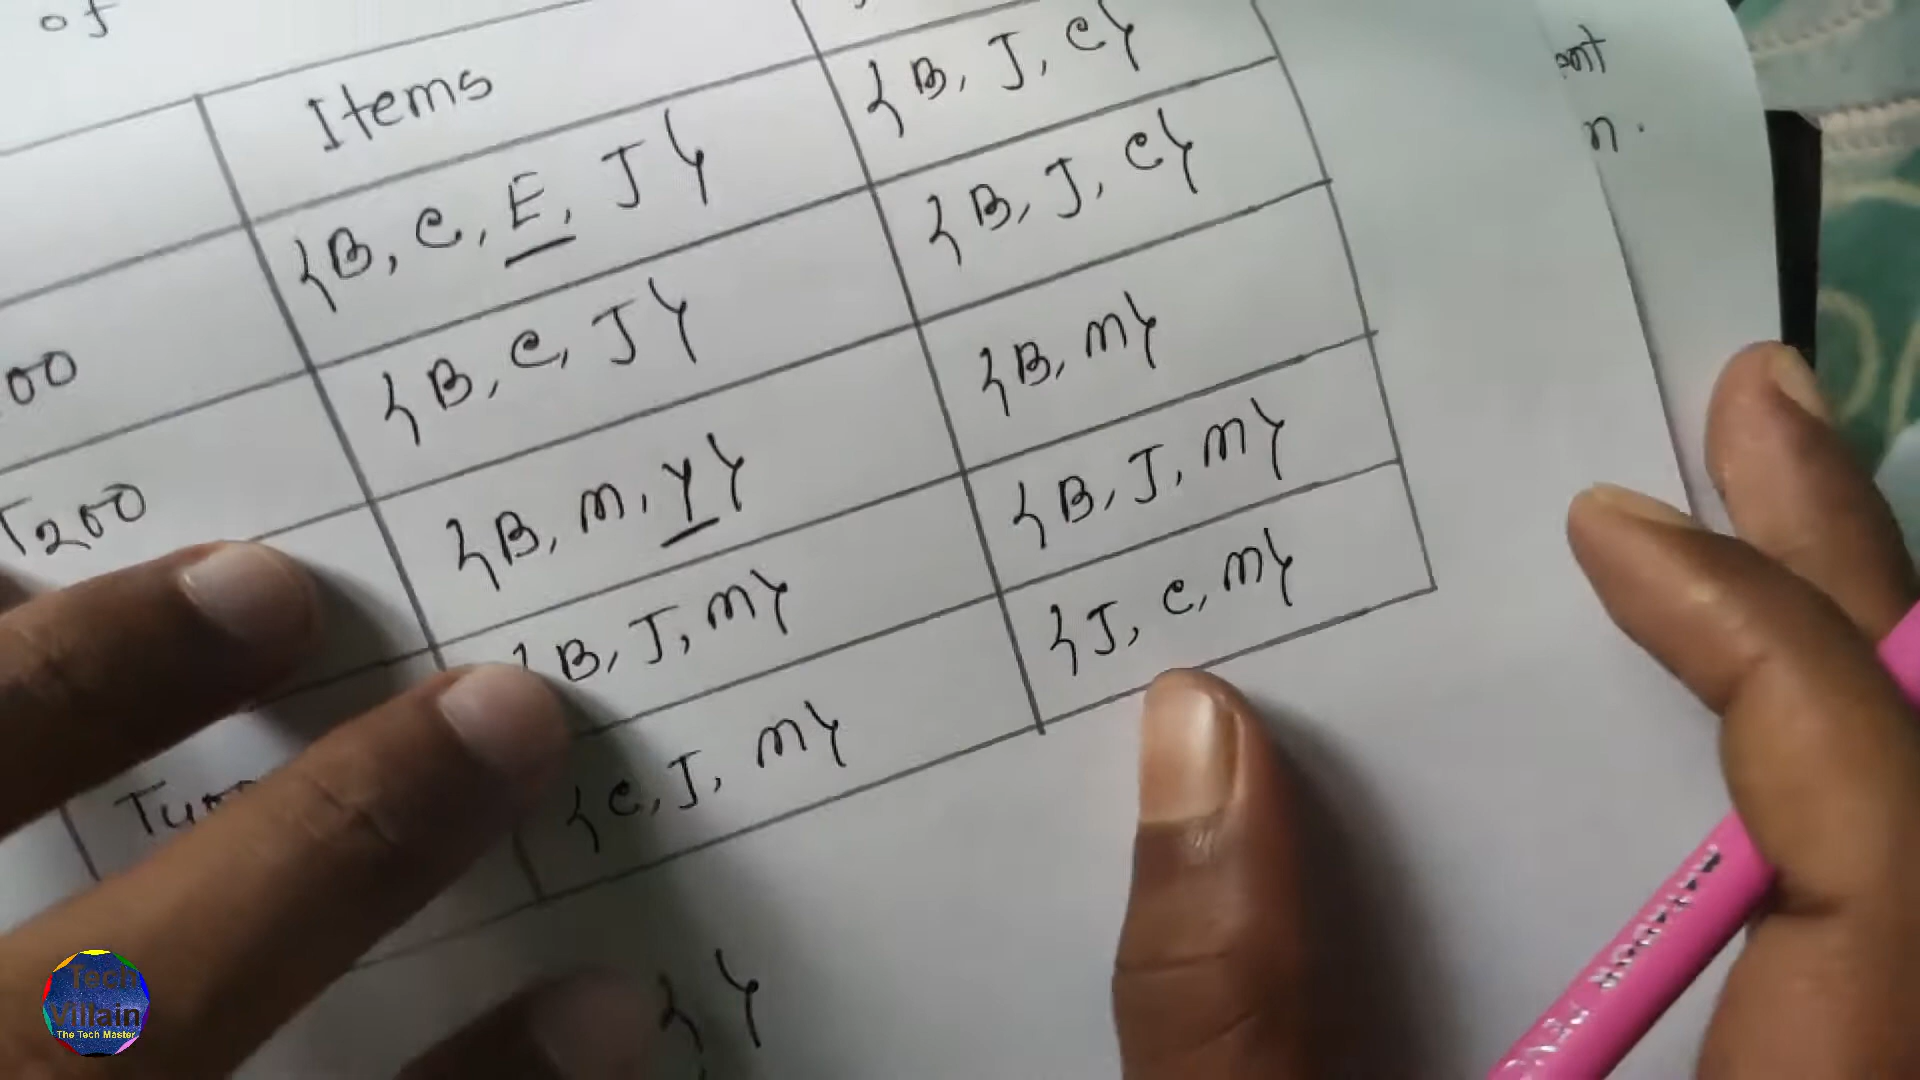 of
Items
{B, C, E, J} {B, J, C}
00 {B, C, J} {B, J, C}
T200 {B, M, Y} {B, M}
{B, J, M} {B, J, M}
{C, J, M} {J, C, M}
{ }
n.
Tech
Villain
The Tech Master